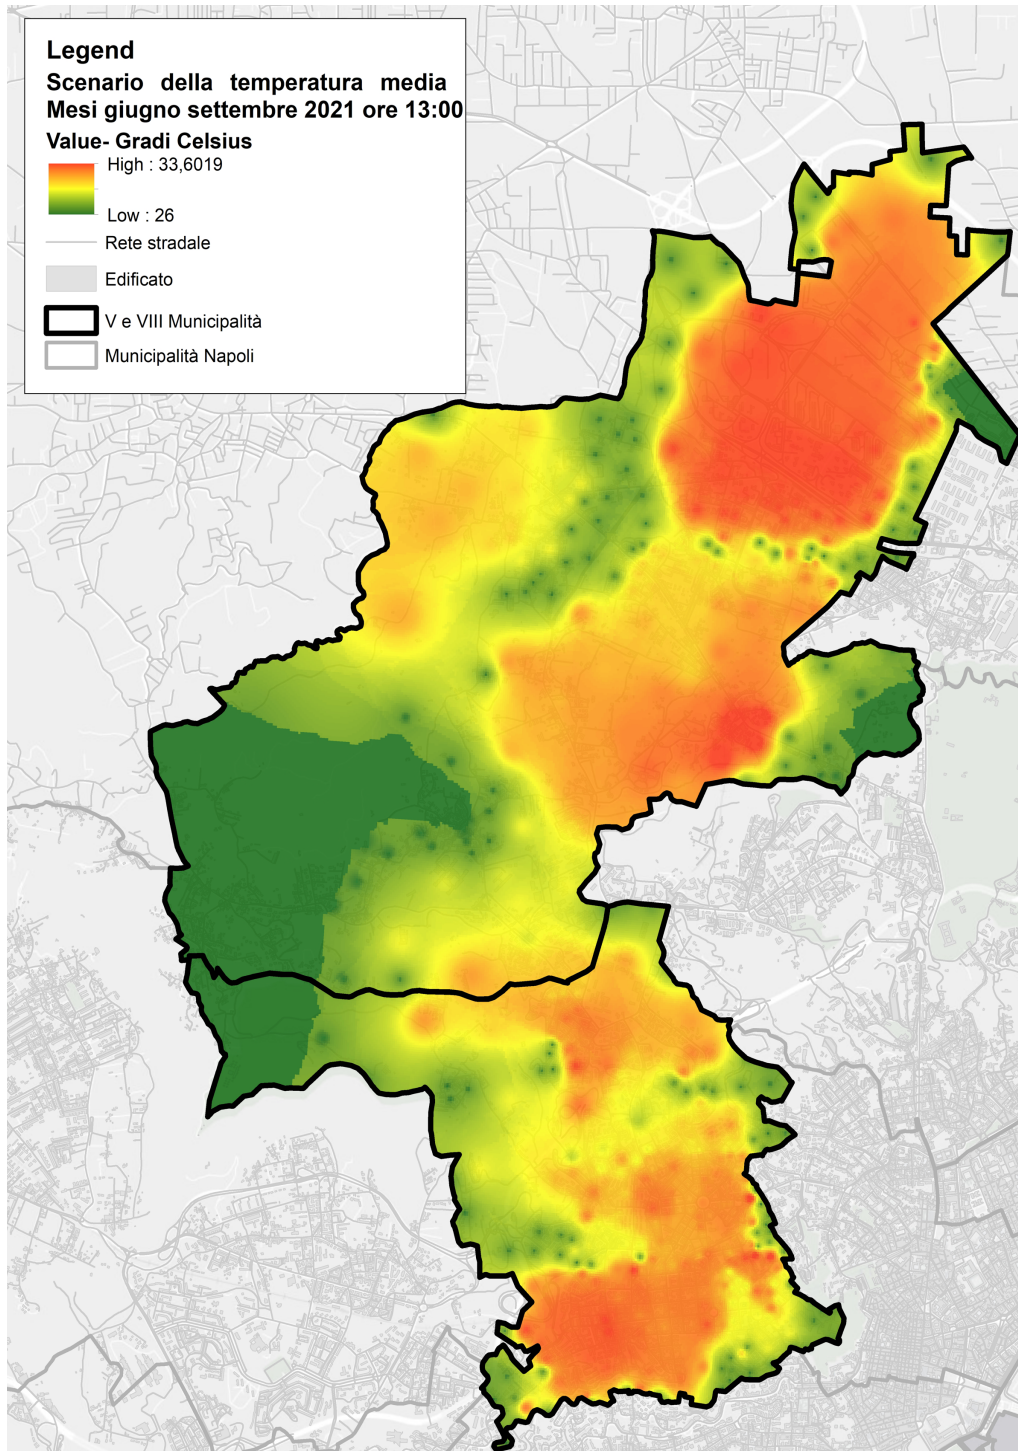 Legend
Scenario della temperatura media
Mesi giugno settembre 2021 ore 13:00
Value- Gradi Celsius
High : 33,6019
Low : 26
Rete stradale
Edificato
V e VIII Municipalità
Municipalità Napoli